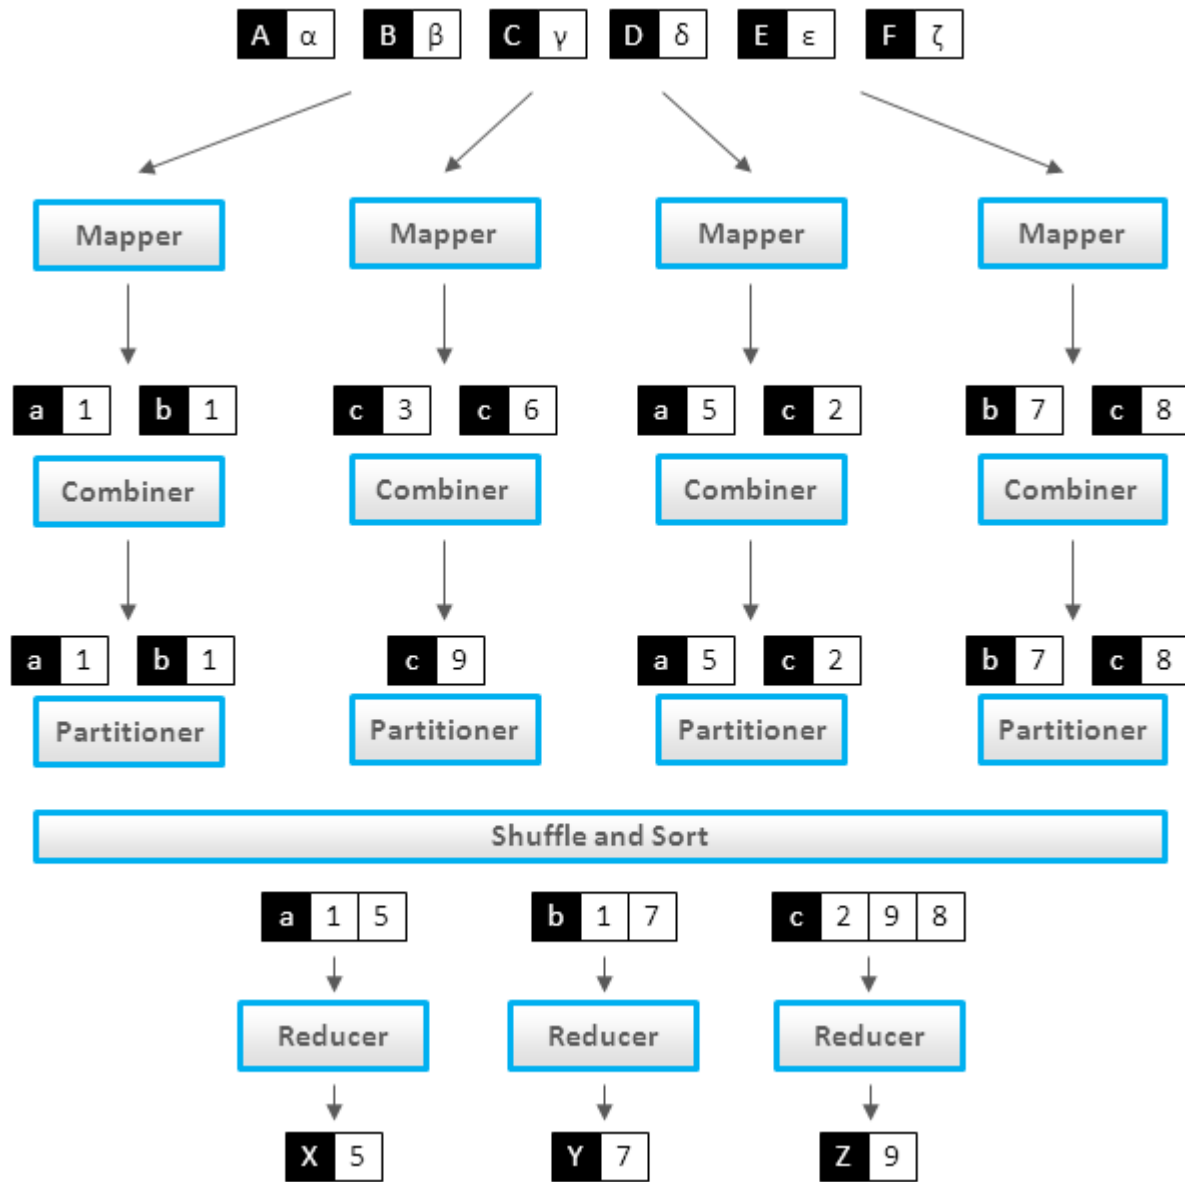 A α B β C γ D δ E ε F ζ
Mapper Mapper Mapper Mapper
a 1 b 1 c 3 c 6 a 5 c 2 b 7 c 8
Combiner Combiner Combiner Combiner
a 1 b 1 c 9 a 5 c 2 b 7 c 8
Partitioner Partitioner Partitioner Partitioner
Shuffle and Sort
a 1 5 b 1 7 c 2 9 8
Reducer Reducer Reducer
X 5 Y 7 Z 9